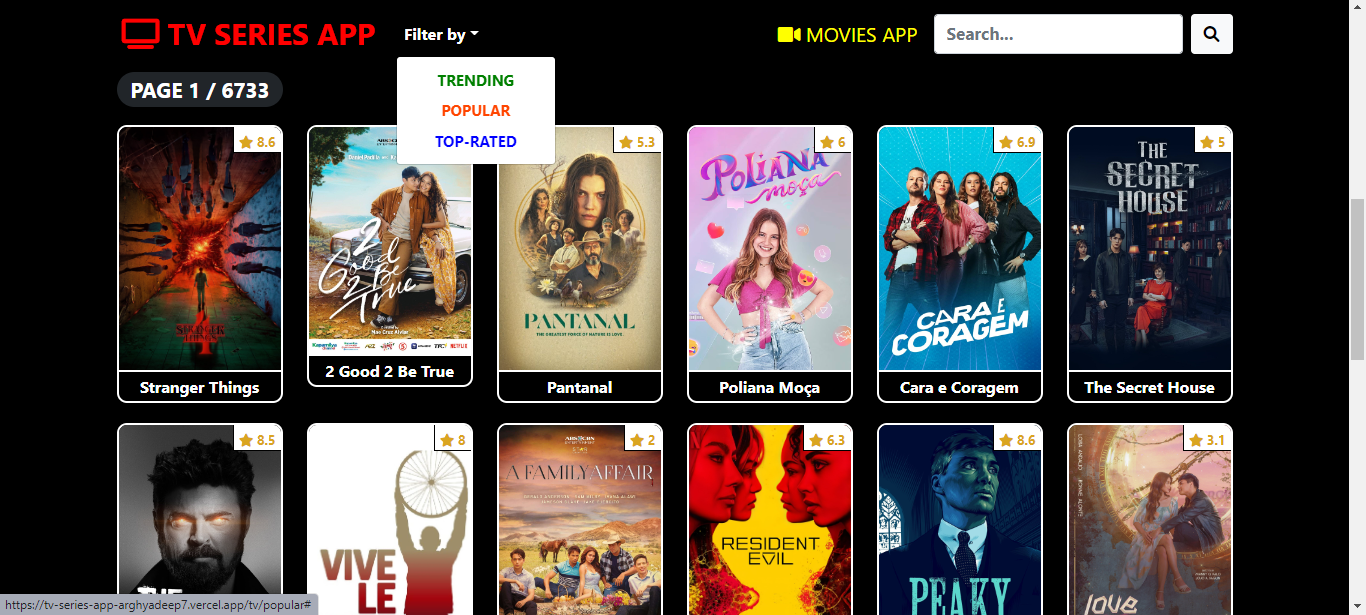 TV SERIES APP
Filter by
MOVIES APP
Search...
TRENDING
POPULAR
TOP-RATED
PAGE 1 / 6733
8.6
5.3
6
6.9
5
STRANGER
THINGS
4
2
Good
2 Be
True
NETFLIX
PANTANAL
THE GREATEST FORCE OF NATURE IS LOVE.
POLIANA
moça
CARA E
CORAGEM
THE
SECRET
HOUSE
Stranger Things
2 Good 2 Be True
Pantanal
Poliana Moça
Cara e Coragem
The Secret House
8.5
8
2
6.3
8.6
3.1
THE
VIVE
LE
A FAMILY AFFAIR
RESIDENT
EVIL
PEAKY
love
https://tv-series-app-arghyadeep7.vercel.app/tv/popular#